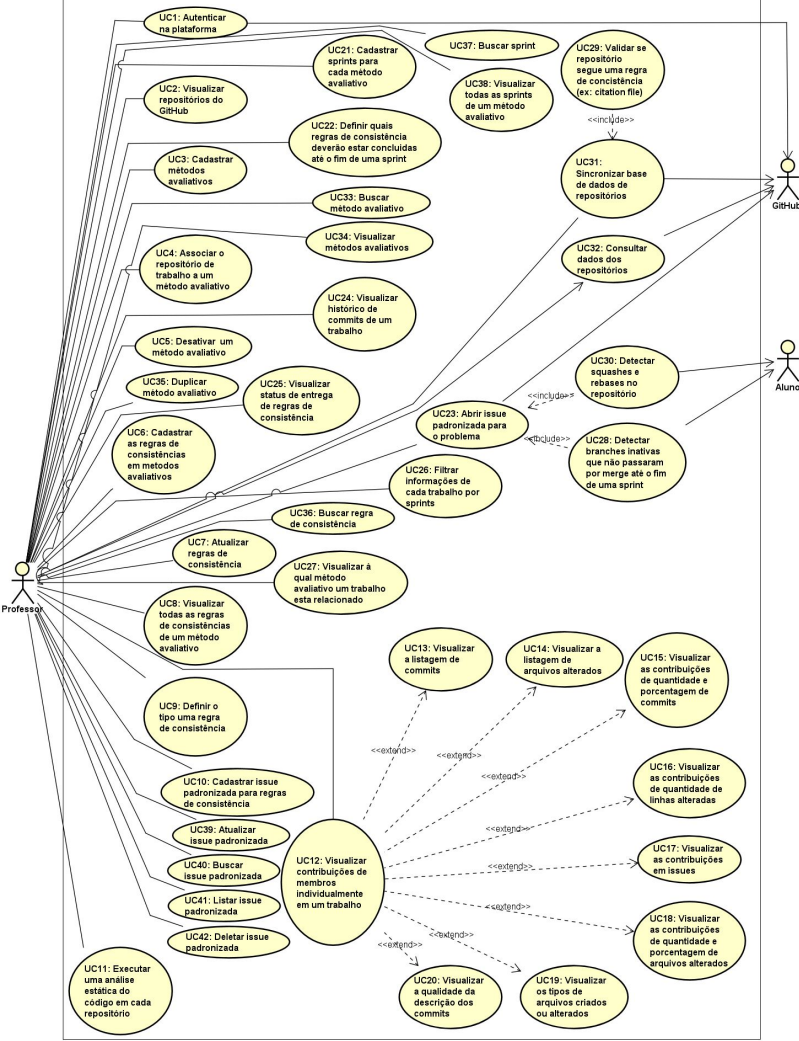 UC1: Autenticar
na plataforma
UC37: Buscar sprint
UC21: Cadastrar
sprints para
cada método
avaliativo
UC29: Validar se
repositório
segue uma regra
de concistência
(ex: citation file)
UC2: Visualizar
repositórios do
GitHub
UC38: Visualizar
todas as sprints
de um método
avaliativo
<<include>>
UC22: Definir quais
regras de consistência
deverão estar concluidas
até o fim de uma sprint
UC3: Cadastrar
métodos
avaliativos
UC31:
Sincronizar base
de dados de
repositórios
GitHub
UC33: Buscar
método avaliativo
UC34: Visualizar
métodos avaliativos
UC4: Associar o
repositório de
trabalho a um
método avaliativo
UC32: Consultar
dados dos
repositórios
UC24: Visualizar
histórico de
commits de um
trabalho
UC5: Desativar um
método avaliativo
UC30: Detectar
squashes e
rebases no
repositório
Aluno
UC35: Duplicar
método avaliativo
UC25: Visualizar
status de entrega
de regras de
consistência
<<include>>
UC23: Abrir issue
padronizada para
o problema
UC6: Cadastrar
as regras de
consistências
em metodos
avaliativos
<<include>>
UC28: Detectar
branches inativas
que não passaram
por merge até o fim
de uma sprint
UC26: Filtrar
informações de
cada trabalho por
sprints
UC36: Buscar regra
de consistência
UC7: Atualizar
regras de
consistência
UC27: Visualizar à
qual método
avaliativo um trabalho
esta relacionado
Professor
UC8: Visualizar
todas as regras
de consistências
de um método
avaliativo
UC13: Visualizar
a listagem de
commits
UC14: Visualizar a
listagem de
arquivos alterados
UC15: Visualizar
as contribuições
de quantidade e
porcentagem de
commits
UC9: Definir o
tipo uma regra
de consistência
<<extend>>
<<extend>>
<<extend>>
UC10: Cadastrar issue
padronizada para regras
de consistência
UC16: Visualizar
as contribuições
de quantidade de
linhas alteradas
UC39: Atualizar
issue padronizada
<<extend>>
UC40: Buscar
issue padronizada
UC12: Visualizar
contribuições de
membros
individualmente
em um trabalho
<<extend>>
UC17: Visualizar
as contribuições
em issues
UC41: Listar issue
padronizada
<<extend>>
UC18: Visualizar
as contribuições
de quantidade e
porcentagem de
arquivos alterados
UC42: Deletar issue
padronizada
<<extend>>
<<extend>>
UC11: Executar
uma análise
estática do
código em cada
repositório
UC20: Visualizar
a qualidade da
descrição dos
commits
UC19: Visualizar
os tipos de
arquivos criados
ou alterados